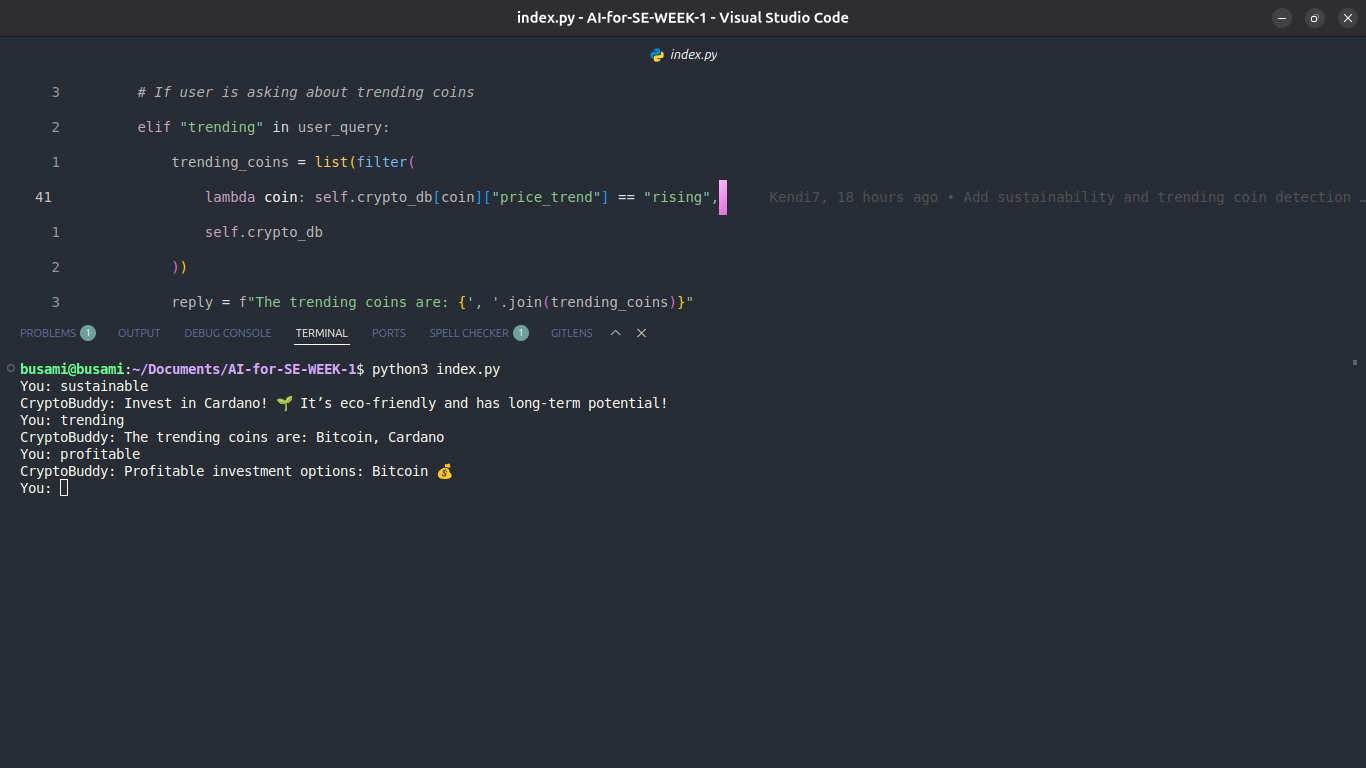 index.py - AI-for-SE-WEEK-1 - Visual Studio Code
index.py
3 # If user is asking about trending coins
2 elif "trending" in user_query:
1 trending_coins = list(filter(
41 lambda coin: self.crypto_db[coin]["price_trend"] == "rising", Kendi7, 18 hours ago • Add sustainability and trending coin detection …
1 self.crypto_db
2 ))
3 reply = f"The trending coins are: {', '.join(trending_coins)}"
PROBLEMS 1 OUTPUT DEBUG CONSOLE TERMINAL PORTS SPELL CHECKER 1 GITLENS
busami@busami:~/Documents/AI-for-SE-WEEK-1$ python3 index.py
You: sustainable
CryptoBuddy: Invest in Cardano! 🌱 It’s eco-friendly and has long-term potential!
You: trending
CryptoBuddy: The trending coins are: Bitcoin, Cardano
You: profitable
CryptoBuddy: Profitable investment options: Bitcoin 💰
You: